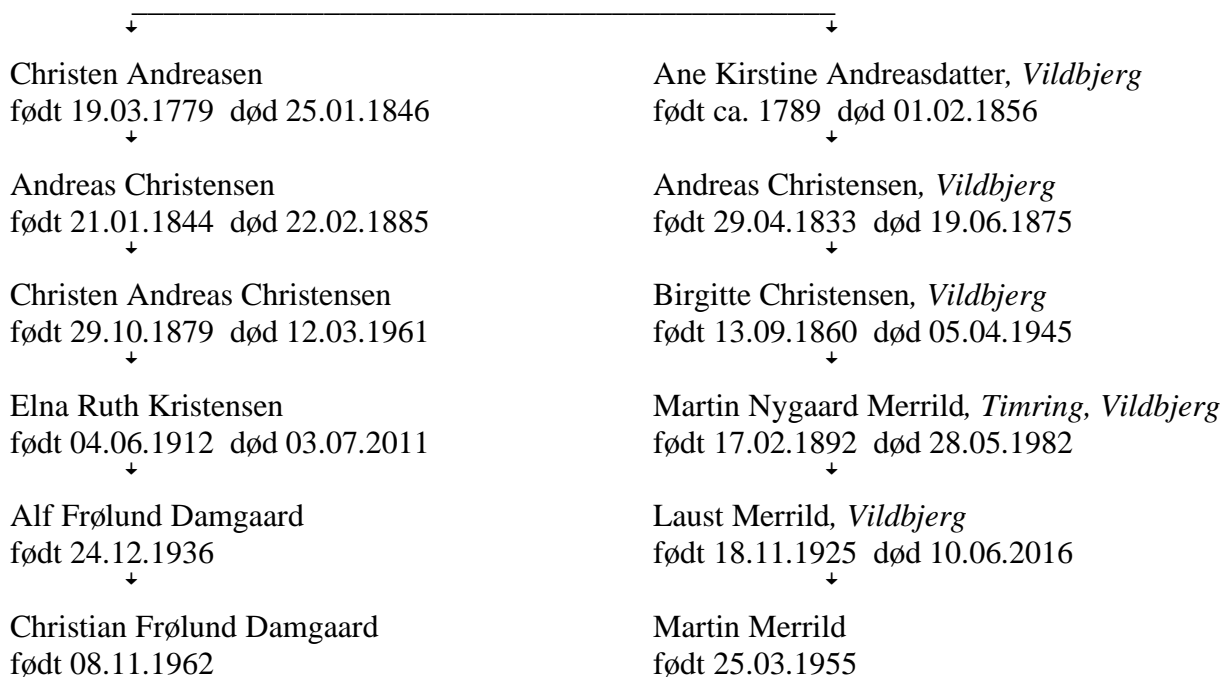 Christen Andreasen
født 19.03.1779 død 25.01.1846
Andreas Christensen
født 21.01.1844 død 22.02.1885
Christen Andreas Christensen
født 29.10.1879 død 12.03.1961
Elna Ruth Kristensen
født 04.06.1912 død 03.07.2011
Alf Frølund Damgaard
født 24.12.1936
Christian Frølund Damgaard
født 08.11.1962
Ane Kirstine Andreasdatter, Vildbjerg
født ca. 1789 død 01.02.1856
Andreas Christensen, Vildbjerg
født 29.04.1833 død 19.06.1875
Birgitte Christensen, Vildbjerg
født 13.09.1860 død 05.04.1945
Martin Nygaard Merrild, Timring, Vildbjerg
født 17.02.1892 død 28.05.1982
Laust Merrild, Vildbjerg
født 18.11.1925 død 10.06.2016
Martin Merrild
født 25.03.1955